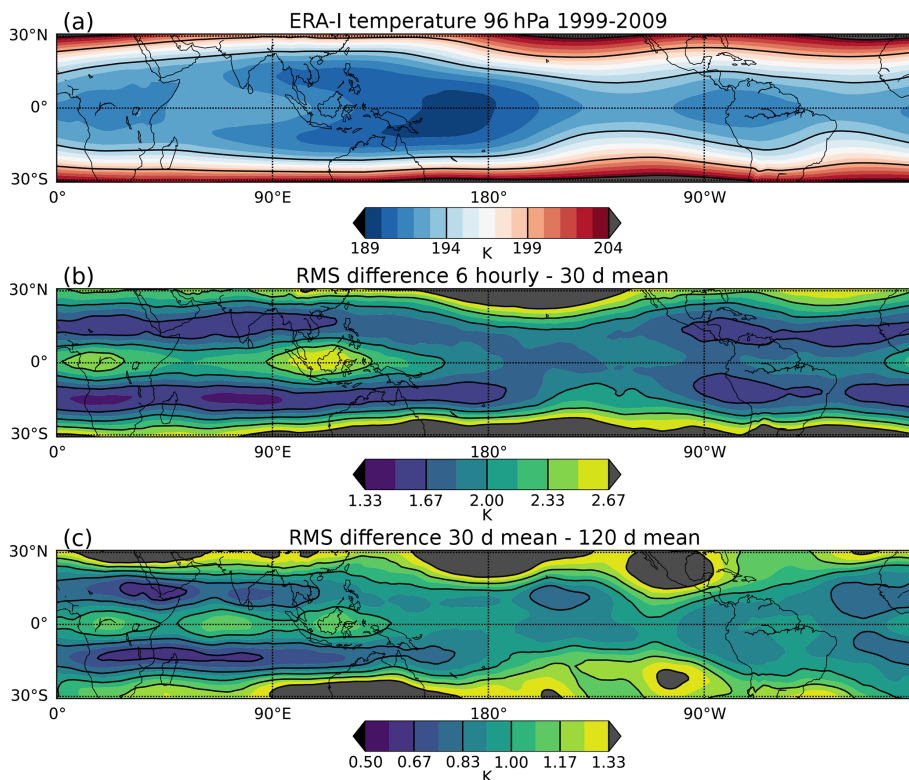 (a) ERA-I temperature 96 hPa 1999-2009
30°N
0°
30°S
0° 90°E 180° 90°W
189 194 199 204
K
(b) RMS difference 6 hourly - 30 d mean
30°N
0°
30°S
0° 90°E 180° 90°W
1.33 1.67 2.00 2.33 2.67
K
(c) RMS difference 30 d mean - 120 d mean
30°N
0°
30°S
0° 90°E 180° 90°W
0.50 0.67 0.83 1.00 1.17 1.33
K